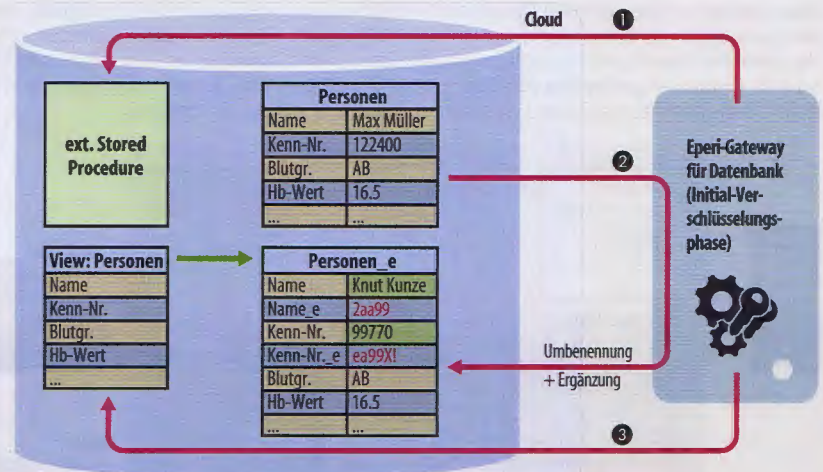 Cloud ❶
ext. Stored
Procedure
Personen
Name Max Müller
Kenn-Nr. 122400
Blutgr. AB
Hb-Wert 16.5
... ...
❷
Eperi-Gateway
für Datenbank
(Initial-Ver-
schlüsselungs-
phase)
View: Personen
Name
Kenn-Nr.
Blutgr.
Hb-Wert
...
Personen_e
Name Knut Kunze
Name_e 2aa99
Kenn-Nr. 99770
Kenn-Nr._e ea99X!
Blutgr. AB
Hb-Wert 16.5
... ...
Umbenennung
+ Ergänzung
❸